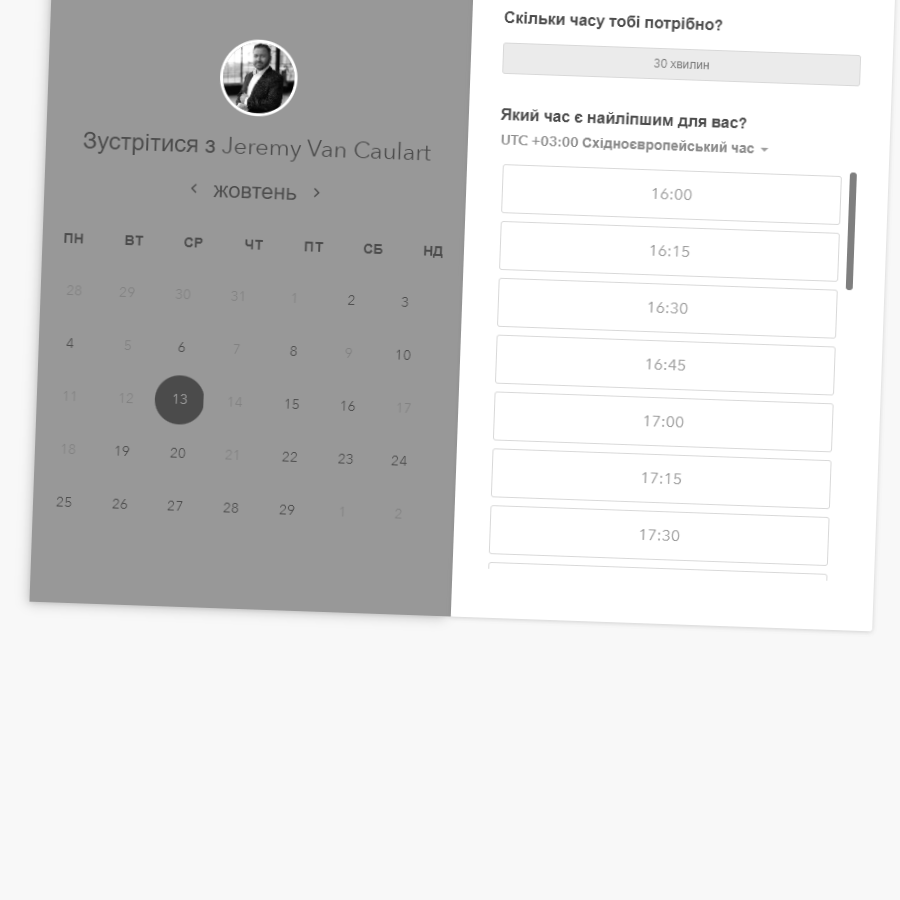 Зустрітися з Jeremy Van Caulart
жовтень
ПН ВТ СР ЧТ ПТ СБ НД
28 29 30 31 1 2 3
4 5 6 7 8 9 10
11 12 13 14 15 16 17
18 19 20 21 22 23 24
25 26 27 28 29 1 2
Скільки часу тобі потрібно?
30 хвилин
Який час є найліпшим для вас?
UTC +03:00 Східноєвропейський час
16:00
16:15
16:30
16:45
17:00
17:15
17:30